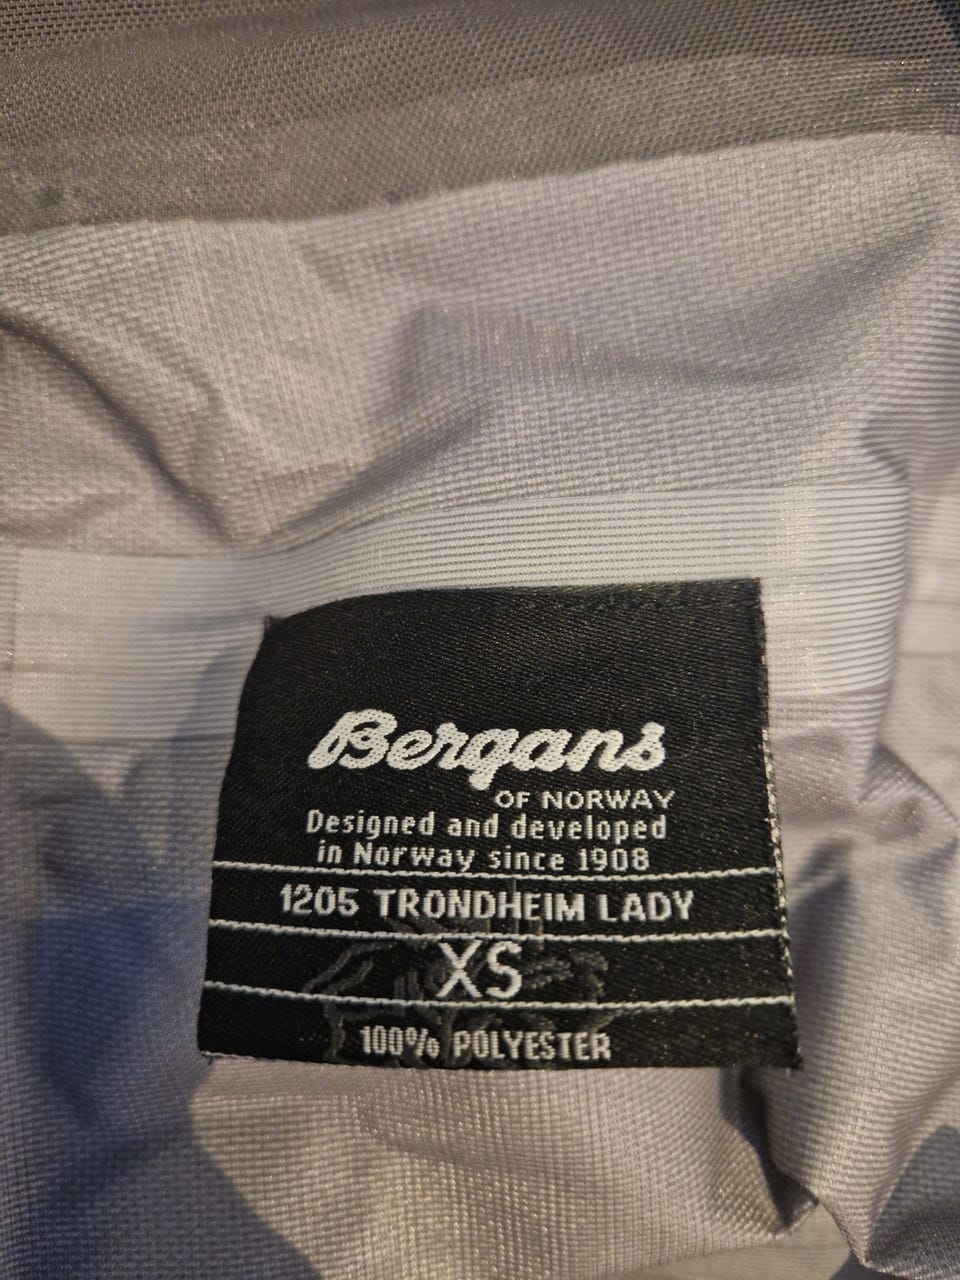 Bergans
OF NORWAY
Designed and developed
in Norway since 1908
1205 TRONDHEIM LADY
XS
100% POLYESTER